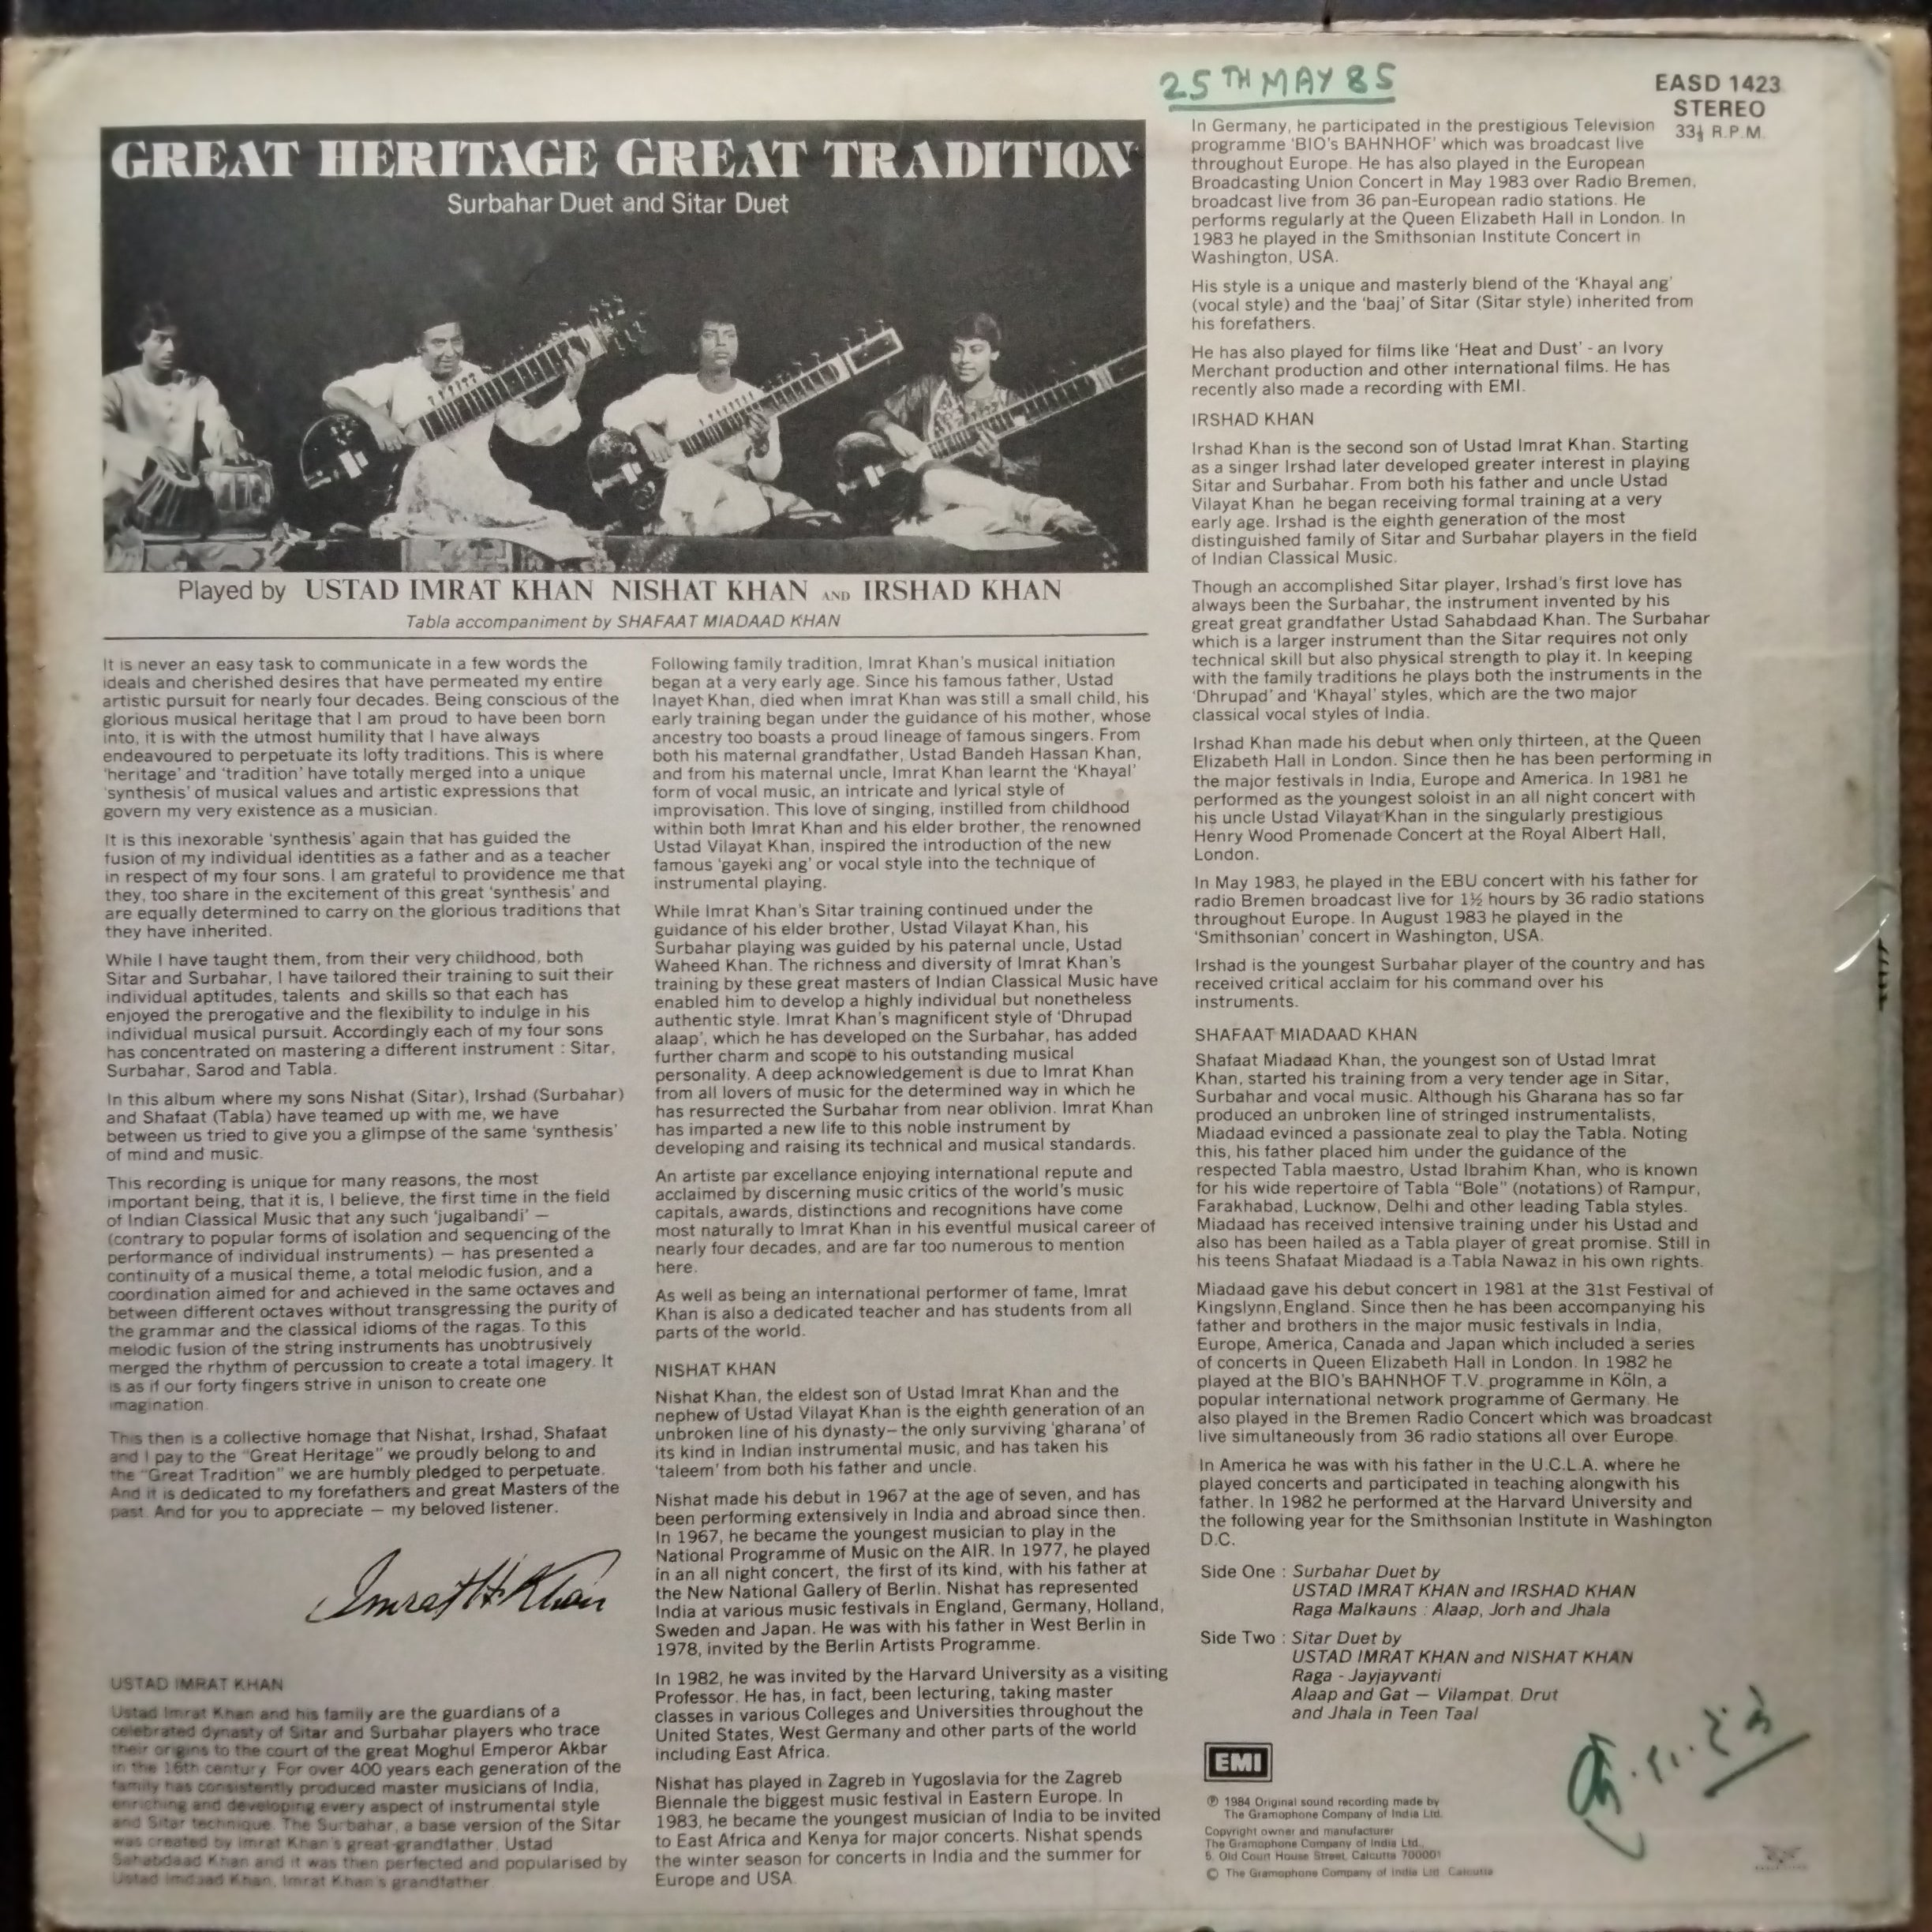 25TH MAY 85
EASD 1423
STEREO
33⅓ R.P.M.
GREAT HERITAGE GREAT TRADITION
Surbahar Duet and Sitar Duet
Played by USTAD IMRAT KHAN NISHAT KHAN AND IRSHAD KHAN
Tabla accompaniment by SHAFAAT MIADAAD KHAN
It is never an easy task to communicate in a few words the
ideals and cherished desires that have permeated my entire
artistic pursuit for nearly four decades. Being conscious of the
glorious musical heritage that I am proud to have been born
into, it is with the utmost humility that I have always
endeavoured to perpetuate its lofty traditions. This is where
'heritage' and 'tradition' have totally merged into a unique
'synthesis' of musical values and artistic expressions that
govern my very existence as a musician.
It is this inexorable 'synthesis' again that has guided the
fusion of my individual identities as a father and as a teacher
in respect of my four sons. I am grateful to providence me that
they, too share in the excitement of this great 'synthesis' and
are equally determined to carry on the glorious traditions that
they have inherited.
While I have taught them, from their very childhood, both
Sitar and Surbahar, I have tailored their training to suit their
individual aptitudes, talents and skills so that each has
enjoyed the prerogative and the flexibility to indulge in his
individual musical pursuit. Accordingly each of my four sons
has concentrated on mastering a different instrument : Sitar,
Surbahar, Sarod and Tabla.
In this album where my sons Nishat (Sitar), Irshad (Surbahar)
and Shafaat (Tabla) have teamed up with me, we have
between us tried to give you a glimpse of the same 'synthesis'
of mind and music.
This recording is unique for many reasons, the most
important being, that it is, I believe, the first time in the field
of Indian Classical Music that any such 'jugalbandi' —
(contrary to popular forms of isolation and sequencing of the
performance of individual instruments) — has presented a
continuity of a musical theme, a total melodic fusion, and a
coordination aimed for and achieved in the same octaves and
between different octaves without transgressing the purity of
the grammar and the classical idioms of the ragas. To this
melodic fusion of the string instruments has unobtrusively
merged the rhythm of percussion to create a total imagery. It
is as if our forty fingers strive in unison to create one
imagination.
This then is a collective homage that Nishat, Irshad, Shafaat
and I pay to the "Great Heritage" we proudly belong to and
the "Great Tradition" we are humbly pledged to perpetuate.
And it is dedicated to my forefathers and great Masters of the
past. And for you to appreciate — my beloved listener.
Imrat H Khan
USTAD IMRAT KHAN
Ustad Imrat Khan and his family are the guardians of a
celebrated dynasty of Sitar and Surbahar players who trace
their origins to the court of the great Moghul Emperor Akbar
in the 16th century. For over 400 years each generation of the
family has consistently produced master musicians of India,
enriching and developing every aspect of instrumental style
and Sitar technique. The Surbahar, a base version of the Sitar
was created by Imrat Khan's great-grandfather, Ustad
Sahabdaad Khan and it was then perfected and popularised by
Ustad Imdaad Khan, Imrat Khan's grandfather.
Following family tradition, Imrat Khan's musical initiation
began at a very early age. Since his famous father, Ustad
Inayet Khan, died when Imrat Khan was still a small child, his
early training began under the guidance of his mother, whose
ancestry too boasts a proud lineage of famous singers. From
both his maternal grandfather, Ustad Bandeh Hassan Khan,
and from his maternal uncle, Imrat Khan learnt the 'Khayal'
form of vocal music, an intricate and lyrical style of
improvisation. This love of singing, instilled from childhood
within both Imrat Khan and his elder brother, the renowned
Ustad Vilayat Khan, inspired the introduction of the new
famous 'gayeki ang' or vocal style into the technique of
instrumental playing.
While Imrat Khan's Sitar training continued under the
guidance of his elder brother, Ustad Vilayat Khan, his
Surbahar playing was guided by his paternal uncle, Ustad
Waheed Khan. The richness and diversity of Imrat Khan's
training by these great masters of Indian Classical Music have
enabled him to develop a highly individual but nonetheless
authentic style. Imrat Khan's magnificent style of 'Dhrupad
alaap', which he has developed on the Surbahar, has added
further charm and scope to his outstanding musical
personality. A deep acknowledgement is due to Imrat Khan
from all lovers of music for the determined way in which he
has resurrected the Surbahar from near oblivion. Imrat Khan
has imparted a new life to this noble instrument by
developing and raising its technical and musical standards.
An artiste par excellance enjoying international repute and
acclaimed by discerning music critics of the world's music
capitals, awards, distinctions and recognitions have come
most naturally to Imrat Khan in his eventful musical career of
nearly four decades, and are far too numerous to mention
here.
As well as being an international performer of fame, Imrat
Khan is also a dedicated teacher and has students from all
parts of the world.
NISHAT KHAN
Nishat Khan, the eldest son of Ustad Imrat Khan and the
nephew of Ustad Vilayat Khan is the eighth generation of an
unbroken line of his dynasty—the only surviving 'gharana' of
its kind in Indian instrumental music, and has taken his
'taleem' from both his father and uncle.
Nishat made his debut in 1967 at the age of seven, and has
been performing extensively in India and abroad since then.
In 1967, he became the youngest musician to play in the
National Programme of Music on the AIR. In 1977, he played
in an all night concert, the first of its kind, with his father at
the New National Gallery of Berlin. Nishat has represented
India at various music festivals in England, Germany, Holland,
Sweden and Japan. He was with his father in West Berlin in
1978, invited by the Berlin Artists Programme.
In 1982, he was invited by the Harvard University as a visiting
Professor. He has, in fact, been lecturing, taking master
classes in various Colleges and Universities throughout the
United States, West Germany and other parts of the world
including East Africa.
Nishat has played in Zagreb in Yugoslavia for the Zagreb
Biennale the biggest music festival in Eastern Europe. In
1983, he became the youngest musician of India to be invited
to East Africa and Kenya for major concerts. Nishat spends
the winter season for concerts in India and the summer for
Europe and USA.
In Germany, he participated in the prestigious Television
programme 'BIO's BAHNHOF' which was broadcast live
throughout Europe. He has also played in the European
Broadcasting Union Concert in May 1983 over Radio Bremen,
broadcast live from 36 pan-European radio stations. He
performs regularly at the Queen Elizabeth Hall in London. In
1983 he played in the Smithsonian Institute Concert in
Washington, USA.
His style is a unique and masterly blend of the 'Khayal ang'
(vocal style) and the 'baaj' of Sitar (Sitar style) inherited from
his forefathers.
He has also played for films like 'Heat and Dust' - an Ivory
Merchant production and other international films. He has
recently also made a recording with EMI.
IRSHAD KHAN
Irshad Khan is the second son of Ustad Imrat Khan. Starting
as a singer Irshad later developed greater interest in playing
Sitar and Surbahar. From both his father and uncle Ustad
Vilayat Khan he began receiving formal training at a very
early age. Irshad is the eighth generation of the most
distinguished family of Sitar and Surbahar players in the field
of Indian Classical Music.
Though an accomplished Sitar player, Irshad's first love has
always been the Surbahar, the instrument invented by his
great great grandfather Ustad Sahabdaad Khan. The Surbahar
which is a larger instrument than the Sitar requires not only
technical skill but also physical strength to play it. In keeping
with the family traditions he plays both the instruments in the
'Dhrupad' and 'Khayal' styles, which are the two major
classical vocal styles of India.
Irshad Khan made his debut when only thirteen, at the Queen
Elizabeth Hall in London. Since then he has been performing in
the major festivals in India, Europe and America. In 1981 he
performed as the youngest soloist in an all night concert with
his uncle Ustad Vilayat Khan in the singularly prestigious
Henry Wood Promenade Concert at the Royal Albert Hall,
London.
In May 1983, he played in the EBU concert with his father for
radio Bremen broadcast live for 1½ hours by 36 radio stations
throughout Europe. In August 1983 he played in the
'Smithsonian' concert in Washington, USA.
Irshad is the youngest Surbahar player of the country and has
received critical acclaim for his command over his
instruments.
SHAFAAT MIADAAD KHAN
Shafaat Miadaad Khan, the youngest son of Ustad Imrat
Khan, started his training from a very tender age in Sitar,
Surbahar and vocal music. Although his Gharana has so far
produced an unbroken line of stringed instrumentalists,
Miadaad evinced a passionate zeal to play the Tabla. Noting
this, his father placed him under the guidance of the
respected Tabla maestro, Ustad Ibrahim Khan, who is known
for his wide repertoire of Tabla "Bole" (notations) of Rampur,
Farakhabad, Lucknow, Delhi and other leading Tabla styles.
Miadaad has received intensive training under his Ustad and
also has been hailed as a Tabla player of great promise. Still in
his teens Shafaat Miadaad is a Tabla Nawaz in his own rights.
Miadaad gave his debut concert in 1981 at the 31st Festival of
Kingslynn, England. Since then he has been accompanying his
father and brothers in the major music festivals in India,
Europe, America, Canada and Japan which included a series
of concerts in Queen Elizabeth Hall in London. In 1982 he
played at the BIO's BAHNHOF T.V. programme in Köln, a
popular international network programme of Germany. He
also played in the Bremen Radio Concert which was broadcast
live simultaneously from 36 radio stations all over Europe.
In America he was with his father in the U.C.L.A. where he
played concerts and participated in teaching alongwith his
father. In 1982 he performed at the Harvard University and
the following year for the Smithsonian Institute in Washington
D.C.
Side One : Surbahar Duet by
USTAD IMRAT KHAN and IRSHAD KHAN
Raga Malkauns : Alaap, Jorh and Jhala
Side Two : Sitar Duet by
USTAD IMRAT KHAN and NISHAT KHAN
Raga - Jayjayvanti
Alaap and Gat — Vilampat, Drut
and Jhala in Teen Taal
EMI
℗ 1984 Original sound recording made by
The Gramophone Company of India Ltd.
Copyright owner and manufacturer
The Gramophone Company of India Ltd.,
5, Old Court House Street, Calcutta 700001
© The Gramophone Company of India Ltd. Calcutta